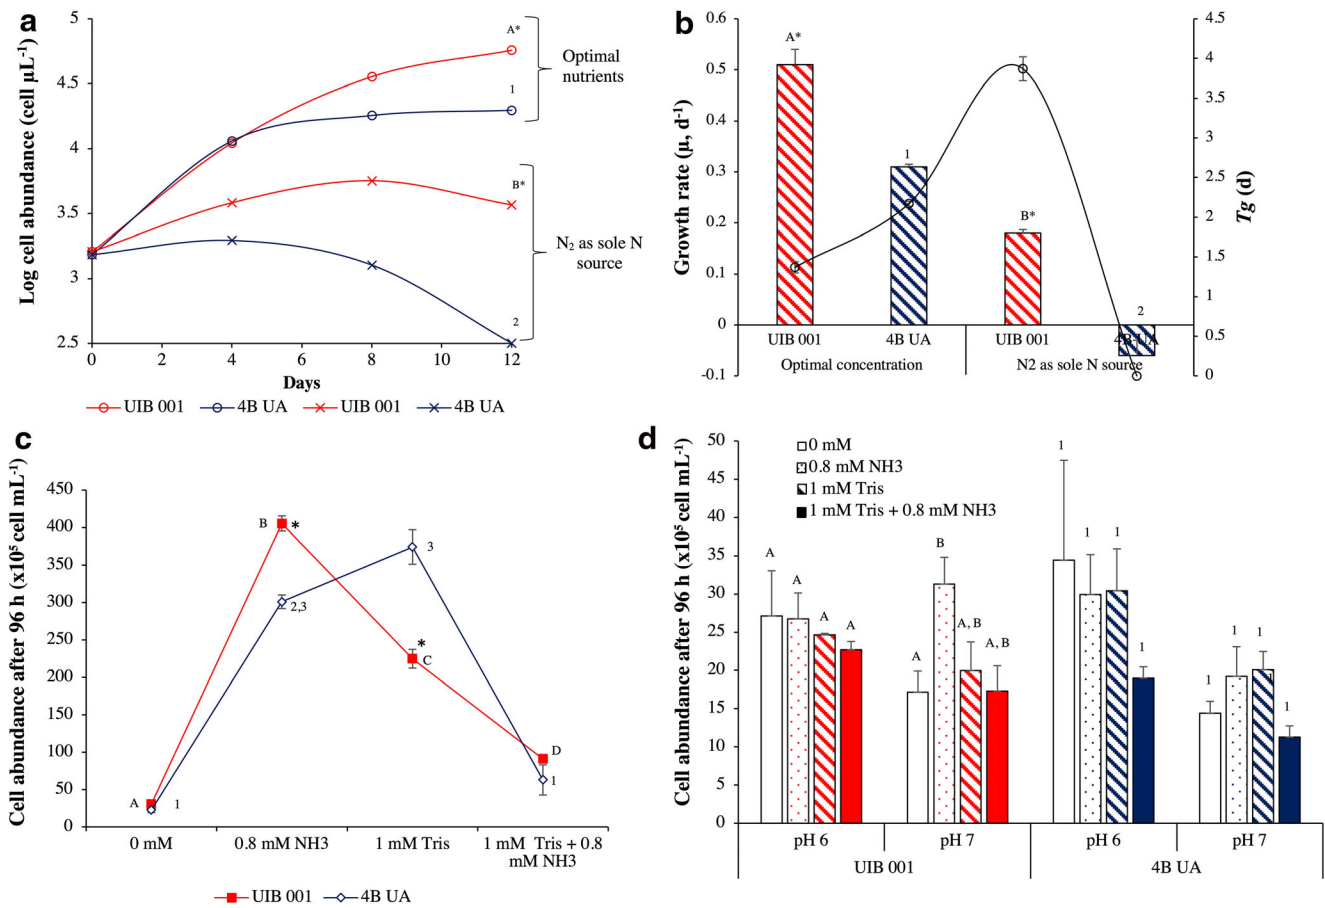 a
5
4.5
4
3.5
3
2.5
Log cell abundance (cell µL⁻¹)
0
2
4
6
8
10
12
Days
A*
1
B*
2
Optimal
nutrients
N₂ as sole N
source
UIB 001
4B UA
UIB 001
4B UA
b
0.6
0.5
0.4
0.3
0.2
0.1
0
-0.1
Growth rate (µ, d⁻¹)
A*
1
B*
2
UIB 001
4B UA
UIB 001
4B UA
Optimal concentration
N2 as sole N source
4.5
4
3.5
3
2.5
2
1.5
1
0.5
0
Tg (d)
c
450
400
350
300
250
200
150
100
50
0
Cell abundance after 96 h (x10⁵ cell mL⁻¹)
A
1
B
*
2,3
3
*
C
D
1
0 mM
0.8 mM NH3
1 mM Tris
1 mM Tris + 0.8
mM NH3
UIB 001
4B UA
d
50
45
40
35
30
25
20
15
10
5
0
Cell abundance after 96 h (x10⁵ cell mL⁻¹)
0 mM
0.8 mM NH3
1 mM Tris
1 mM Tris + 0.8 mM NH3
A
A
A
A
A
B
A, B
A, B
1
1
1
1
1
1
1
1
1
pH 6
pH 7
pH 6
pH 7
UIB 001
4B UA